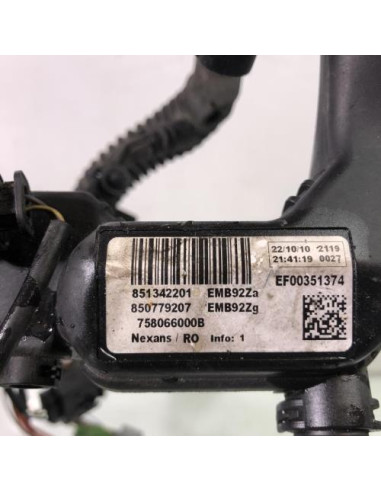 22/10/10 2119
21:41:19 0027
851342201 EMB92Za EF00351374
850779207 EMB92Zg
758066000B
Nexans / RO Info: 1